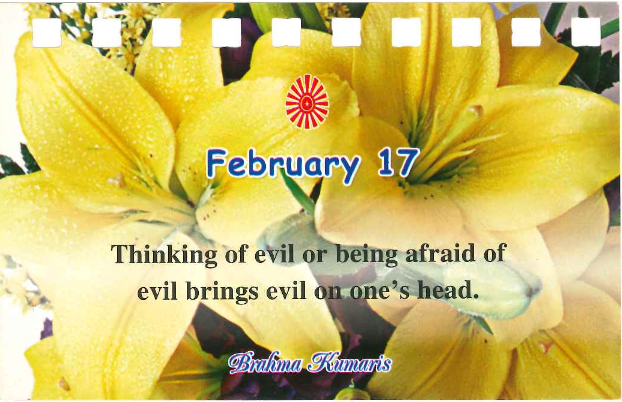 February 17
Thinking of evil or being afraid of
evil brings evil on one's head.
Brahma Kumaris